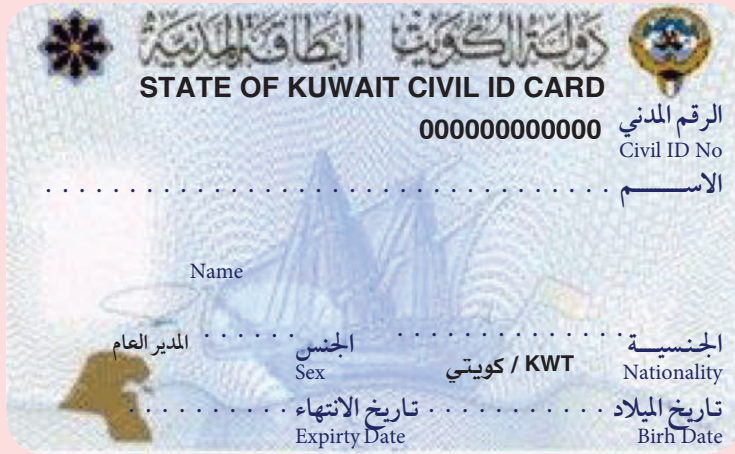 دولة الكويت البطاقة المدنية
STATE OF KUWAIT CIVIL ID CARD
الرقم المدني 000000000000
Civil ID No
الاســـــم . . . . . . . . . . . . . . . . . . . . . . . . . . . . . . . . . .
Name
الجنسيـــة . . . . . . . . . . . . . . الجنس . . . . . . . المدير العام
Nationality KWT / كويتي Sex
تاريخ الميلاد . . . . . . . . . . . . تاريخ الانتهاء . . . . . . . . . . .
Birh Date Expirty Date